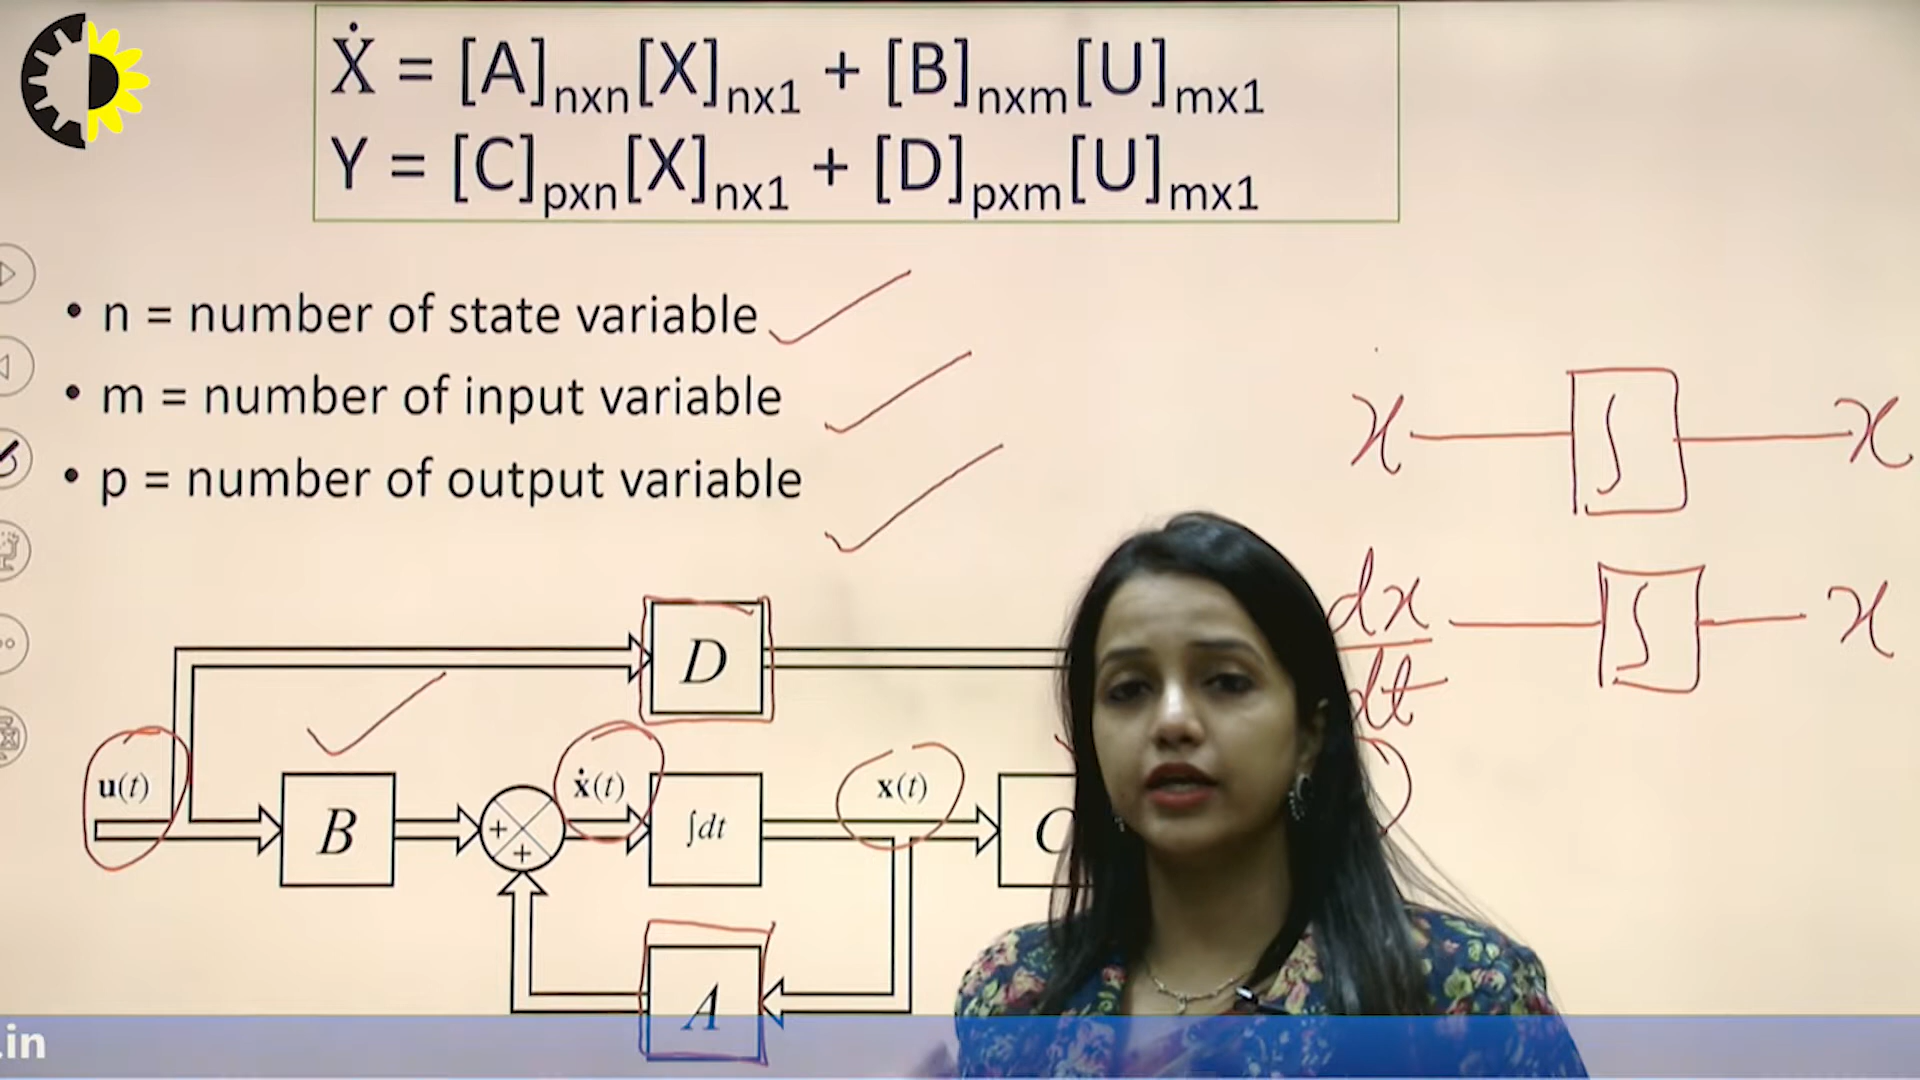 Ẋ = [A]nxn[X]nx1 + [B]nxm[U]mx1
Y = [C]pxn[X]nx1 + [D]pxm[U]mx1
• n = number of state variable
• m = number of input variable
• p = number of output variable
ẋ ∫ x
dx/dt ∫ x
D
u(t) B + + ẋ(t) ∫dt x(t) C
A
.in